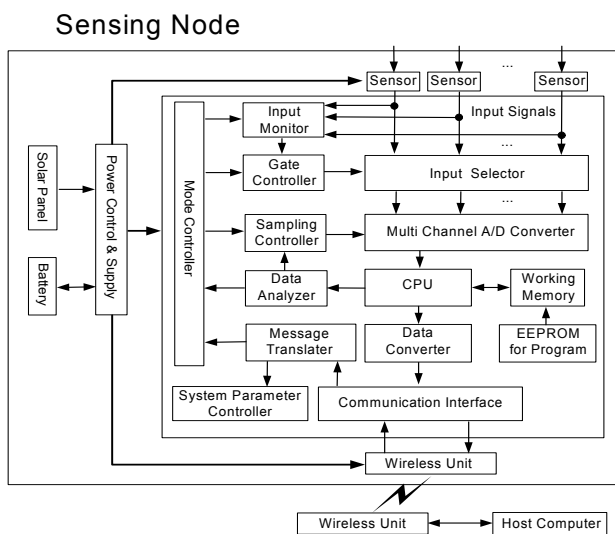 Sensing Node
...
Sensor
Sensor
Sensor
Input Signals
Input
Monitor
...
Gate
Controller
Input Selector
Solar Panel
Power Control & Supply
Mode Controller
...
Sampling
Controller
Multi Channel A/D Converter
Battery
Data
Analyzer
CPU
Working
Memory
Message
Translater
Data
Converter
EEPROM
for Program
System Parameter
Controller
Communication Interface
Wireless Unit
Wireless Unit
Host Computer